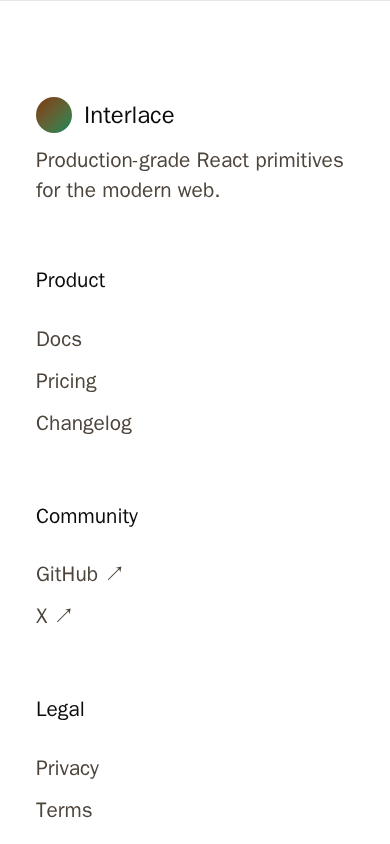 Interlace
Production-grade React primitives
for the modern web.
Product
Docs
Pricing
Changelog
Community
GitHub ↗
X ↗
Legal
Privacy
Terms